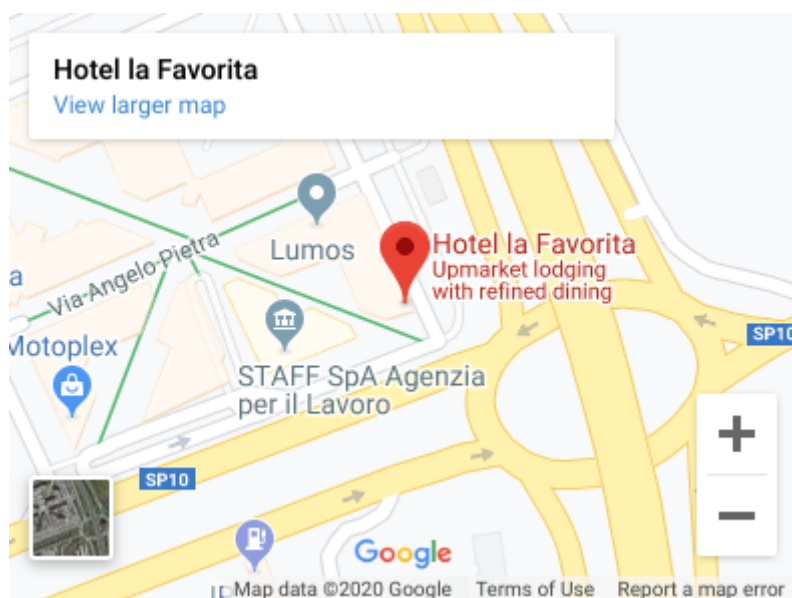 Hotel la Favorita
View larger map
Hotel la Favorita
Upmarket lodging
with refined dining
Lumos
Via Angelo Pietra
a
Motoplex
STAFF SpA Agenzia
per il Lavoro
SP10
SP10
Google
Map data ©2020 Google
Terms of Use
Report a map error